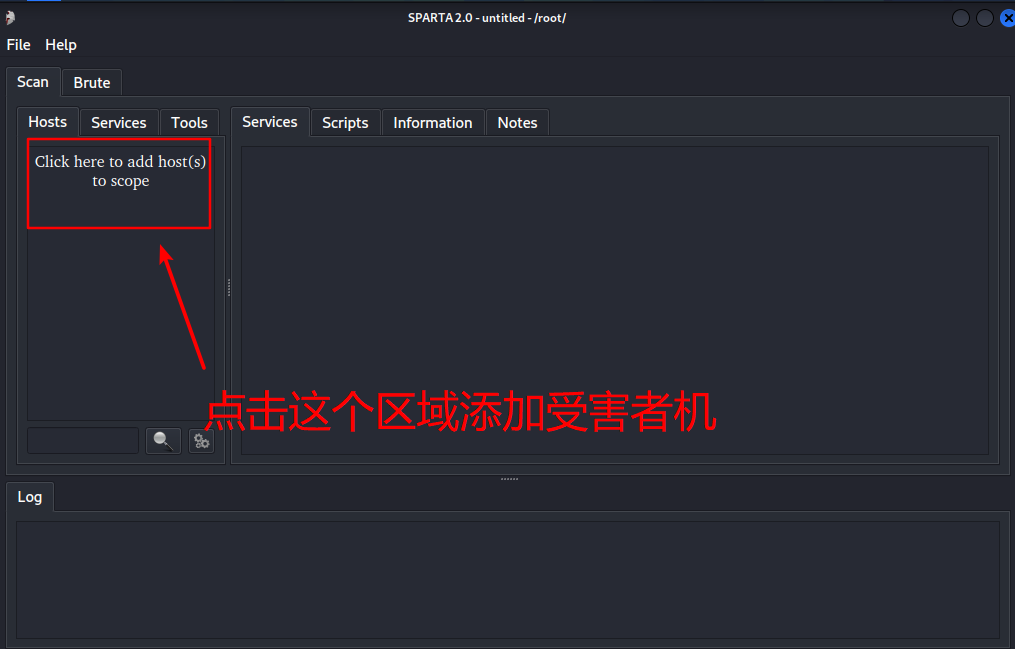 SPARTA 2.0 - untitled - /root/
File Help
Scan Brute
Hosts Services Tools Services Scripts Information Notes
Click here to add host(s)
to scope
点击这个区域添加受害者机
Log